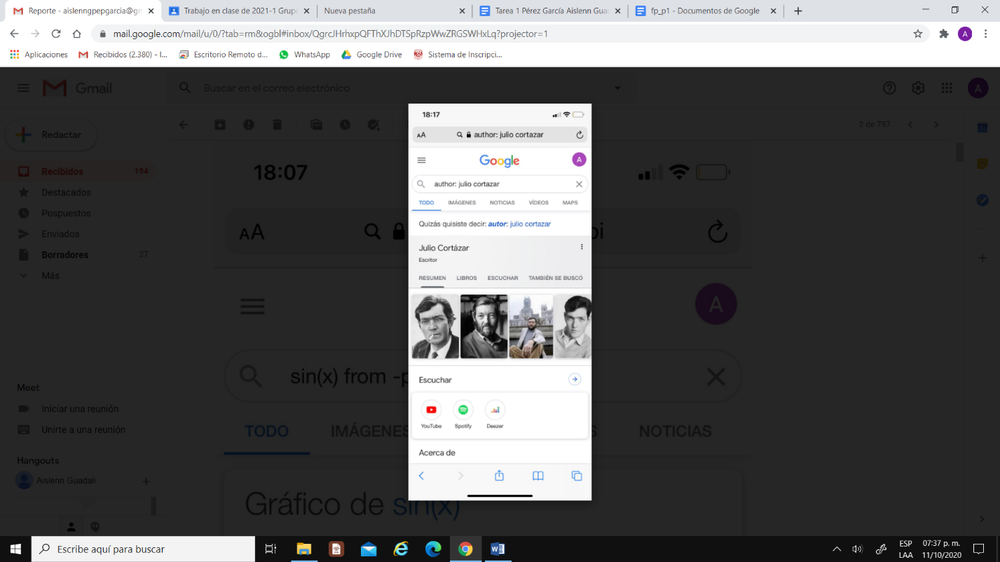 Reporte - aislenngpepgarcia@gm
Trabajo en clase de 2021-1 Grupo
Nueva pestaña
Tarea 1 Pérez García Aislenn Guad
fp_p1 - Documentos de Google
mail.google.com/mail/u/0/?tab=rm&ogbl#inbox/QgrcJHrhxpQFThXJhDTSpRzpWwZRGSWHxLq?projector=1
A
Aplicaciones
Recibidos (2.380) - l...
Escritorio Remoto d...
WhatsApp
Google Drive
Sistema de Inscripci...
Gmail
Buscar en el correo electrónico
A
Redactar
2 de 797
Recibidos 194
Destacados
Pospuestos
Enviados
Borradores 27
Más
Meet
Iniciar una reunión
Unirte a una reunión
Hangouts
Aislenn Guadalu
18:07
AA
A
sin(x) from -p
TODO IMÁGENES NOTICIAS
Gráfico de sin(x)
18:17
AA author: julio cortazar
Google
A
author: julio cortazar
TODO IMÁGENES NOTICIAS VÍDEOS MAPS
Quizás quisiste decir: autor: julio cortazar
Julio Cortázar
Escritor
RESUMEN LIBROS ESCUCHAR TAMBIÉN SE BUSCÓ
Escuchar
YouTube Spotify Deezer
Acerca de
Escribe aquí para buscar
ESP 07:37 p. m.
LAA 11/10/2020